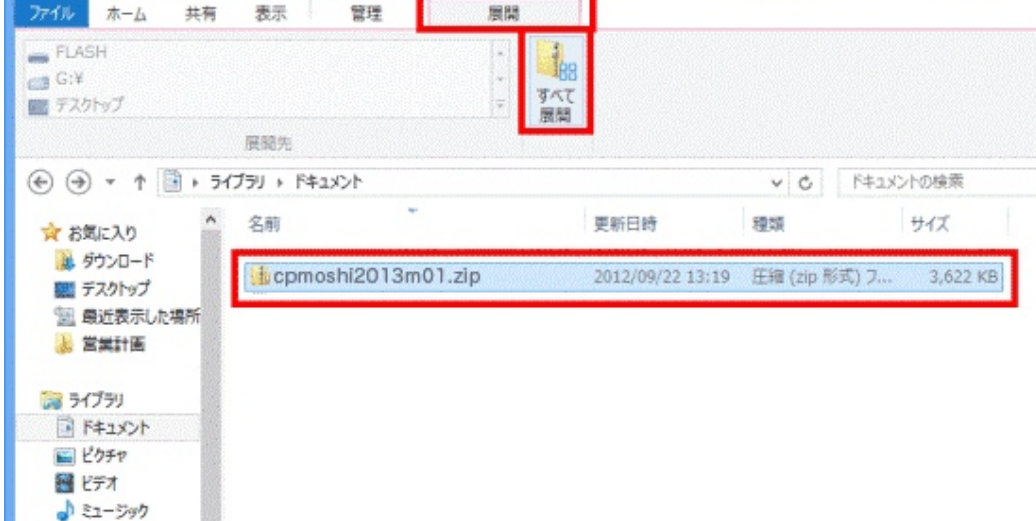 ファイル ホーム 共有 表示 管理 展開
FLASH
G:¥
デスクトップ
すべて
展開
展開先
ライブラリ ドキュメント ドキュメントの検索
名前 更新日時 種類 サイズ
cpmoshi2013m01.zip 2012/09/22 13:19 圧縮 (zip 形式) フ... 3,622 KB
お気に入り
ダウンロード
デスクトップ
最近表示した場所
営業計画
ライブラリ
ドキュメント
ピクチャ
ビデオ
ミュージック